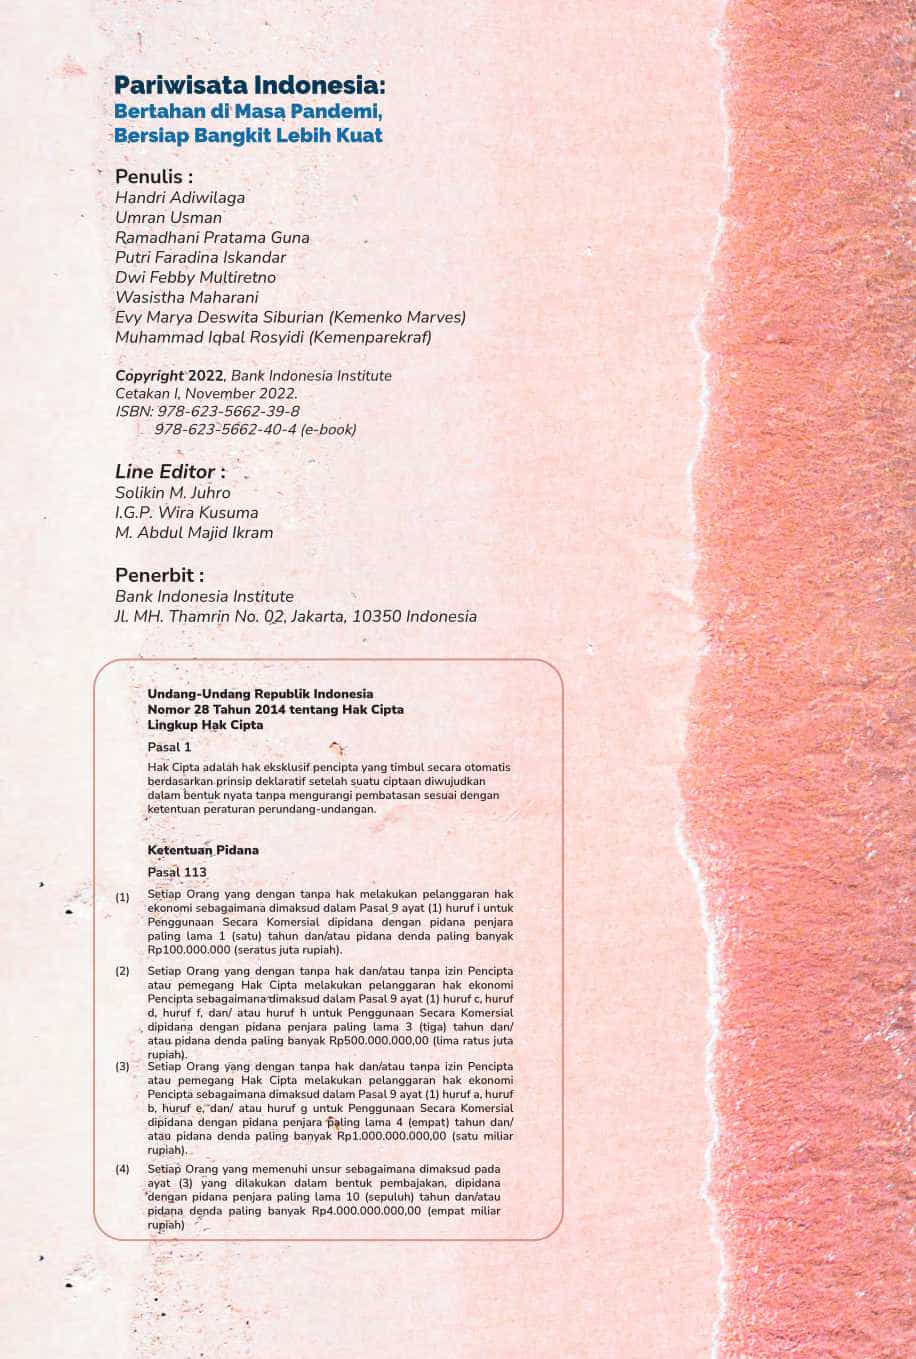 Pariwisata Indonesia:
Bertahan di Masa Pandemi,
Bersiap Bangkit Lebih Kuat
Penulis :
Handri Adiwilaga
Umran Usman
Ramadhani Pratama Guna
Putri Faradina Iskandar
Dwi Febby Multiretno
Wasistha Maharani
Evy Marya Deswita Siburian (Kemenko Marves)
Muhammad Iqbal Rosyidi (Kemenparekraf)
Copyright 2022, Bank Indonesia Institute
Cetakan I, November 2022.
ISBN: 978-623-5662-39-8
978-623-5662-40-4 (e-book)
Line Editor :
Solikin M. Juhro
I.G.P. Wira Kusuma
M. Abdul Majid Ikram
Penerbit :
Bank Indonesia Institute
Jl. MH. Thamrin No. 02, Jakarta, 10350 Indonesia
Undang-Undang Republik Indonesia
Nomor 28 Tahun 2014 tentang Hak Cipta
Lingkup Hak Cipta
Pasal 1
Hak Cipta adalah hak eksklusif pencipta yang timbul secara otomatis
berdasarkan prinsip deklaratif setelah suatu ciptaan diwujudkan
dalam bentuk nyata tanpa mengurangi pembatasan sesuai dengan
ketentuan peraturan perundang-undangan.
Ketentuan Pidana
Pasal 113
(1) Setiap Orang yang dengan tanpa hak melakukan pelanggaran hak
ekonomi sebagaimana dimaksud dalam Pasal 9 ayat (1) huruf i untuk
Penggunaan Secara Komersial dipidana dengan pidana penjara
paling lama 1 (satu) tahun dan/atau pidana denda paling banyak
Rp100.000.000 (seratus juta rupiah).
(2) Setiap Orang yang dengan tanpa hak dan/atau tanpa izin Pencipta
atau pemegang Hak Cipta melakukan pelanggaran hak ekonomi
Pencipta sebagaimana dimaksud dalam Pasal 9 ayat (1) huruf c, huruf
d, huruf f, dan/ atau huruf h untuk Penggunaan Secara Komersial
dipidana dengan pidana penjara paling lama 3 (tiga) tahun dan/
atau pidana denda paling banyak Rp500.000.000,00 (lima ratus juta
rupiah).
(3) Setiap Orang yang dengan tanpa hak dan/atau tanpa izin Pencipta
atau pemegang Hak Cipta melakukan pelanggaran hak ekonomi
Pencipta sebagaimana dimaksud dalam Pasal 9 ayat (1) huruf a, huruf
b, huruf e, dan/ atau huruf g untuk Penggunaan Secara Komersial
dipidana dengan pidana penjara paling lama 4 (empat) tahun dan/
atau pidana denda paling banyak Rp1.000.000.000,00 (satu miliar
rupiah).
(4) Setiap Orang yang memenuhi unsur sebagaimana dimaksud pada
ayat (3) yang dilakukan dalam bentuk pembajakan, dipidana
dengan pidana penjara paling lama 10 (sepuluh) tahun dan/atau
pidana denda paling banyak Rp4.000.000.000,00 (empat miliar
rupiah)